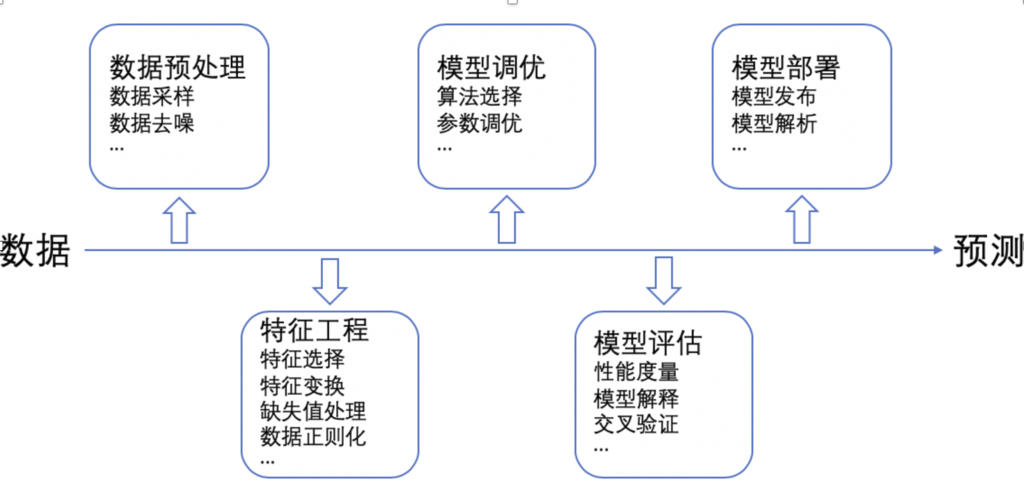 数据预处理
数据采样
数据去噪
...
模型调优
算法选择
参数调优
...
模型部署
模型发布
模型解析
...
数据
预测
特征工程
特征选择
特征变换
缺失值处理
数据正则化
...
模型评估
性能度量
模型解释
交叉验证
...